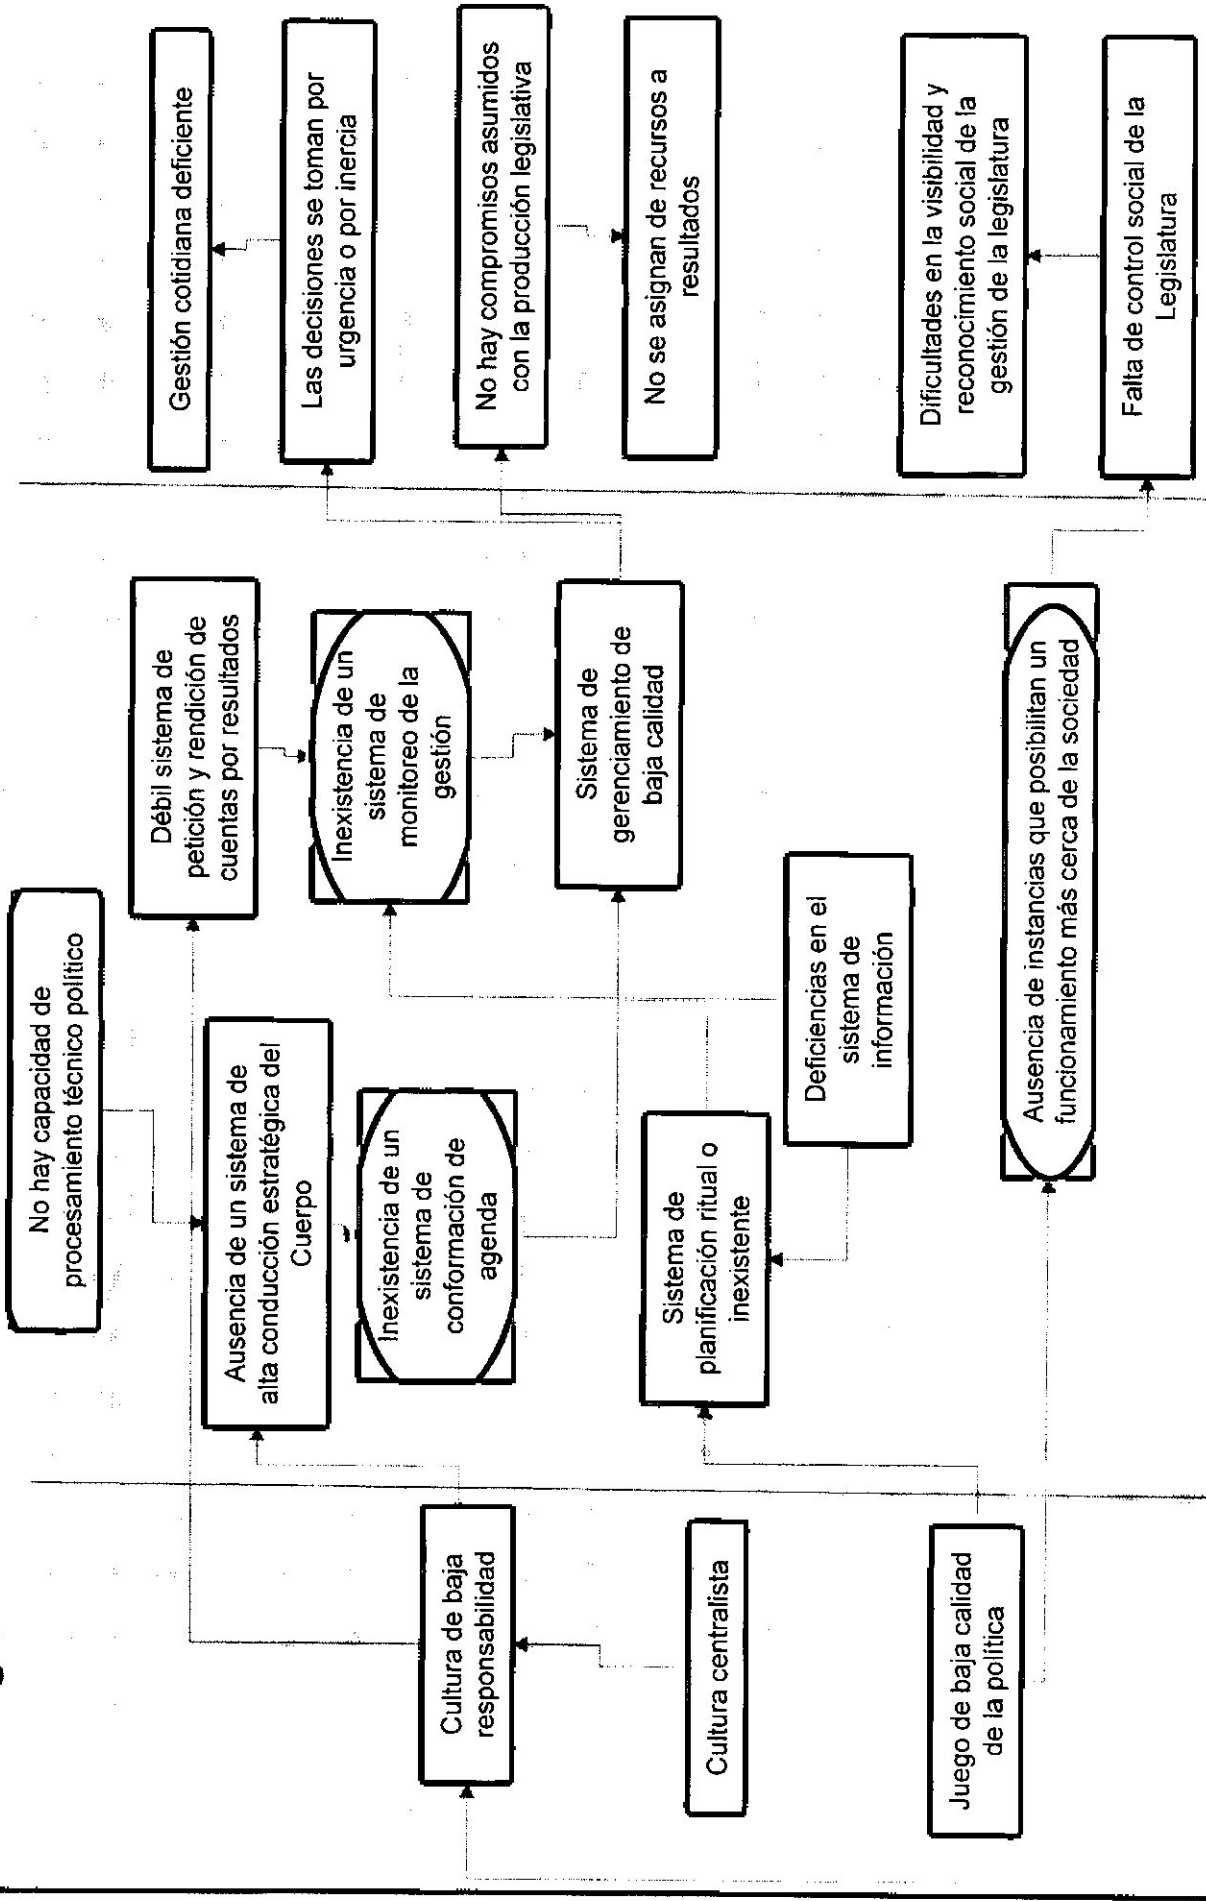 No hay capacidad de
procesamiento técnico político
Débil sistema de
petición y rendición de
cuentas por resultados
Gestión cotidiana deficiente
Ausencia de un sistema de
alta conducción estratégica del
Cuerpo
Inexistencia de un
sistema de
monitoreo de la
gestión
Las decisiones se toman por
urgencia o por inercia
Cultura de baja
responsabilidad
Inexistencia de un
sistema de
conformación de
agenda
Sistema de
gerenciamiento de
baja calidad
No hay compromisos asumidos
con la producción legislativa
Cultura centralista
Sistema de
planificación ritual o
inexistente
Deficiencias en el
sistema de
información
No se asignan de recursos a
resultados
Juego de baja calidad
de la política
Ausencia de instancias que posibilitan un
funcionamiento más cerca de la sociedad
Dificultades en la visibilidad y
reconocimiento social de la
gestión de la legislatura
Falta de control social de la
Legislatura